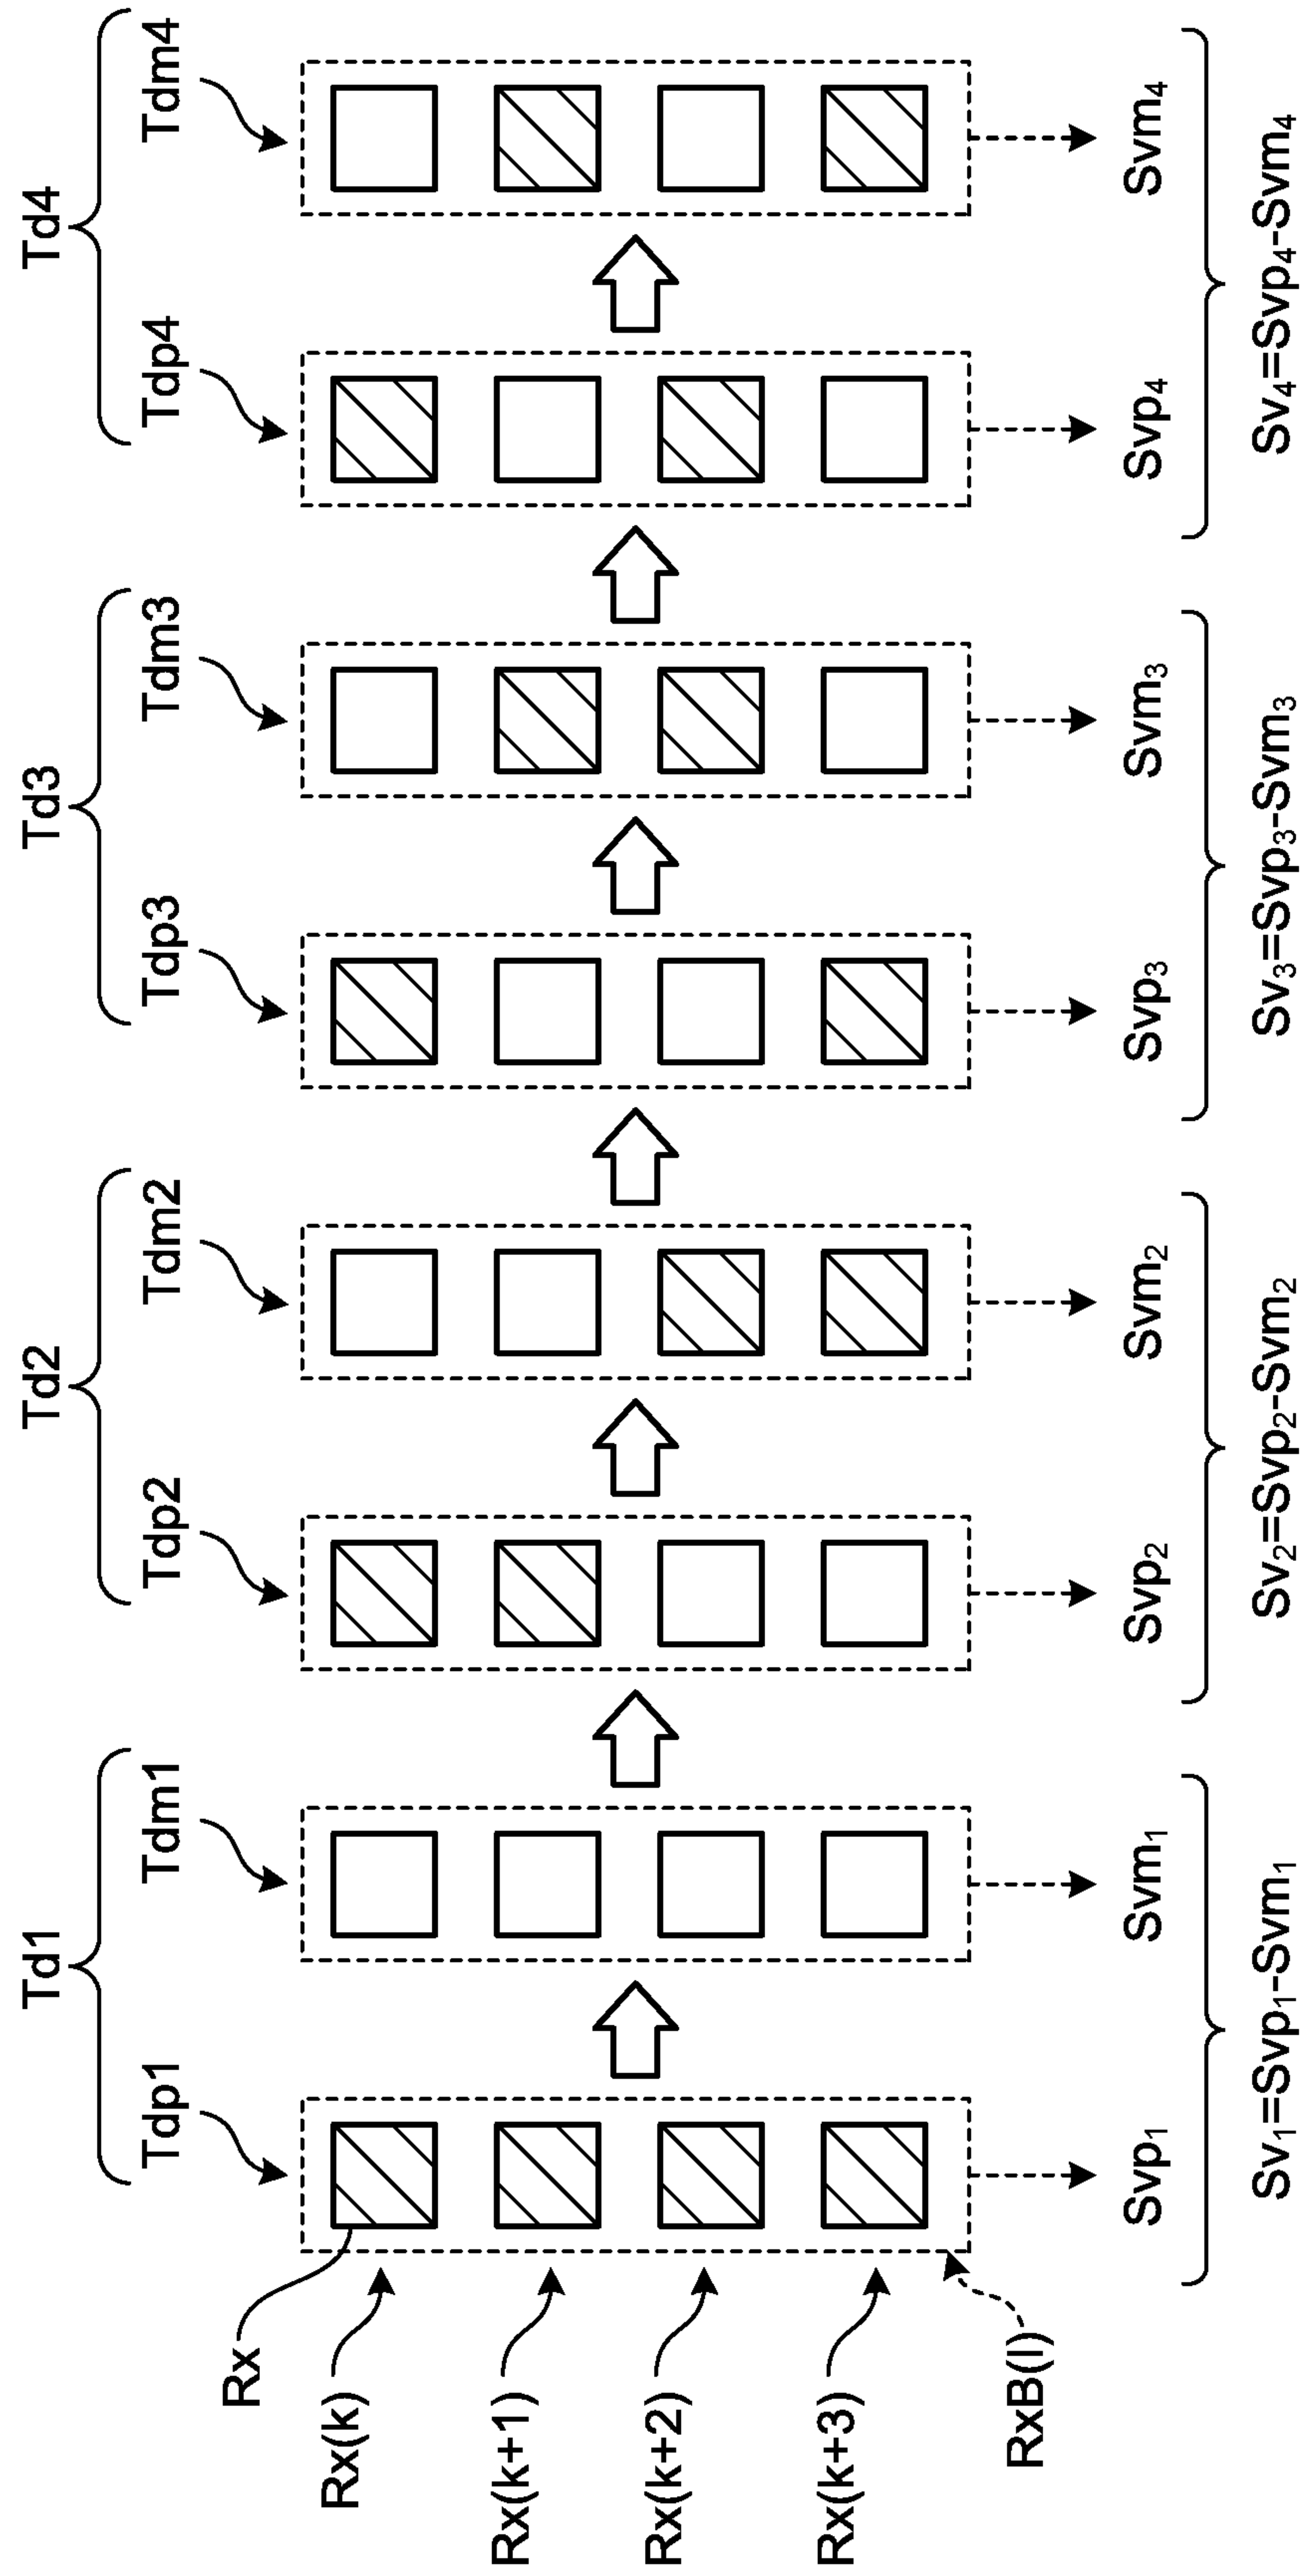 Td1 Td2 Td3 Td4
Tdp1 Tdm1 Tdp2 Tdm2 Tdp3 Tdm3 Tdp4 Tdm4
Rx
Rx(k)
Rx(k+1)
Rx(k+2)
Rx(k+3)
RxB(l)
Svp₁ Svm₁ Svp₂ Svm₂ Svp₃ Svm₃ Svp₄ Svm₄
Sv₁=Svp₁-Svm₁ Sv₂=Svp₂-Svm₂ Sv₃=Svp₃-Svm₃ Sv₄=Svp₄-Svm₄